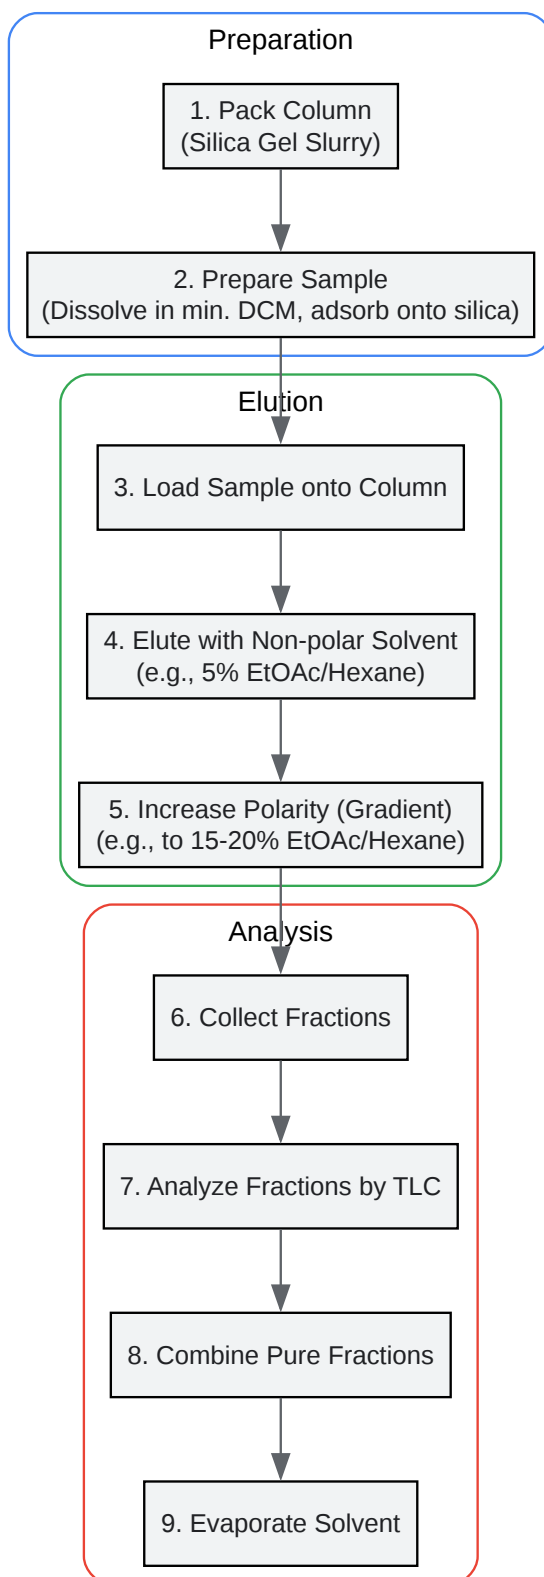 Preparation
1. Pack Column
(Silica Gel Slurry)
2. Prepare Sample
(Dissolve in min. DCM, adsorb onto silica)
Elution
3. Load Sample onto Column
4. Elute with Non-polar Solvent
(e.g., 5% EtOAc/Hexane)
5. Increase Polarity (Gradient)
(e.g., to 15-20% EtOAc/Hexane)
Analysis
6. Collect Fractions
7. Analyze Fractions by TLC
8. Combine Pure Fractions
9. Evaporate Solvent